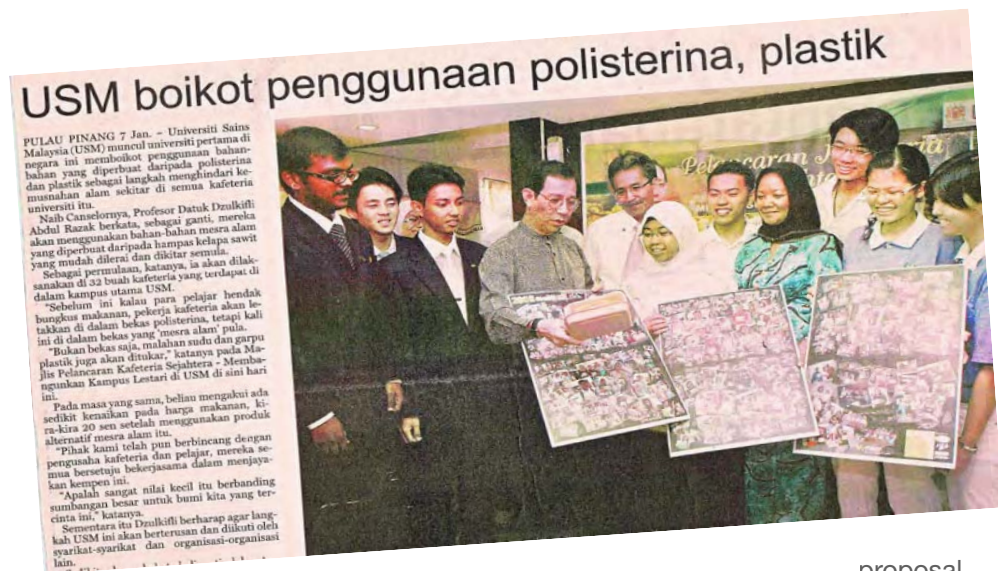 USM boikot penggunaan polisterina, plastik
PULAU PINANG 7 Jan. – Universiti Sains
Malaysia (USM) muncul universiti pertama di
negara ini memboikot penggunaan bahan-
bahan yang diperbuat daripada polisterina
dan plastik sebagai langkah menghindari ke-
musnahan alam sekitar di semua kafeteria
universiti itu.
Naib Canselornya, Profesor Datuk Dzulkifli
Abdul Razak berkata, sebagai ganti, mereka
akan menggunakan bahan-bahan mesra alam
yang diperbuat daripada hampas kelapa sawit
yang mudah dilerai dan dikitar semula.
Sebagai permulaan, katanya, ia akan dilak-
sanakan di 32 buah kafeteria yang terdapat di
dalam kampus utama USM.
"Sebelum ini kalau para pelajar hendak
bungkus makanan, pekerja kafeteria akan le-
takkan di dalam bekas polisterina, tetapi kali
ini di dalam bekas yang 'mesra alam' pula.
"Bukan bekas saja, malahan sudu dan garpu
plastik juga akan ditukar," katanya pada Ma-
jlis Pelancaran Kafeteria Sejahtera - Memba-
ngunkan Kampus Lestari di USM di sini hari
ini.
Pada masa yang sama, beliau mengakui ada
sedikit kenaikan pada harga makanan, ki-
ra-kira 20 sen setelah menggunakan produk
alternatif mesra alam itu.
"Pihak kami telah pun berbincang dengan
pengusaha kafeteria dan pelajar, mereka se-
mua bersetuju bekerjasama dalam menjaya-
kan kempen ini.
"Apalah sangat nilai kecil itu berbanding
sumbangan besar untuk bumi kita yang ter-
cinta ini," katanya.
Sementara itu Dzulkifli berharap agar lang-
kah USM ini akan berterusan dan diikuti oleh
syarikat-syarikat dan organisasi-organisasi
lain.
Pelancaran
proposal